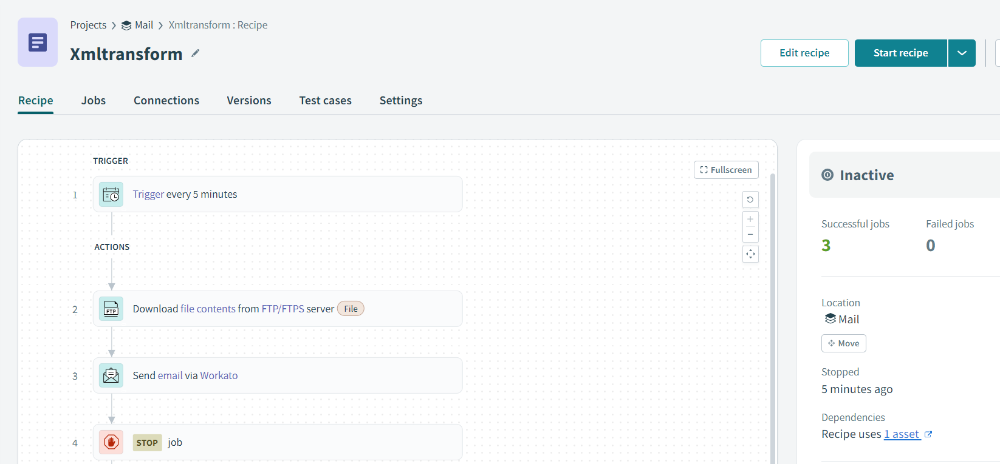 Projects > Mail > Xmltransform : Recipe
Xmltransform
Edit recipe
Start recipe
Recipe
Jobs
Connections
Versions
Test cases
Settings
TRIGGER
Fullscreen
1
Trigger every 5 minutes
ACTIONS
2
FTP
Download file contents from FTP/FTPS server File
3
Send email via Workato
4
STOP job
Inactive
Successful jobs
Failed jobs
3
0
Location
Mail
Move
Stopped
5 minutes ago
Dependencies
Recipe uses 1 asset